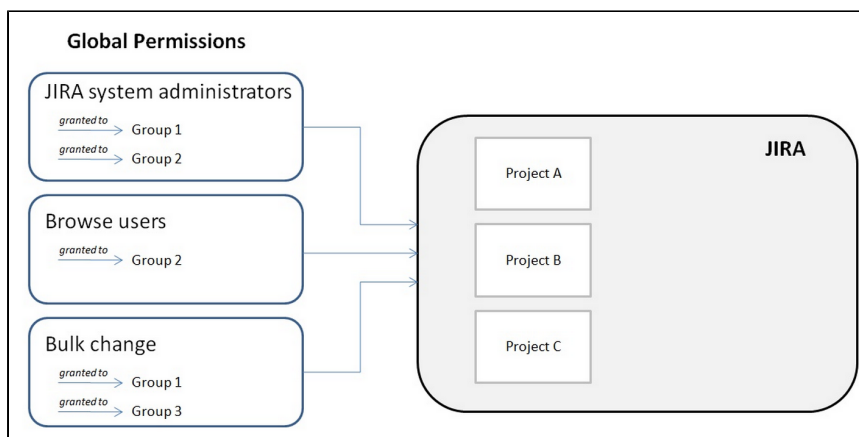 Global Permissions
JIRA system administrators
granted to Group 1
granted to Group 2
Browse users
granted to Group 2
Bulk change
granted to Group 1
granted to Group 3
JIRA
Project A
Project B
Project C